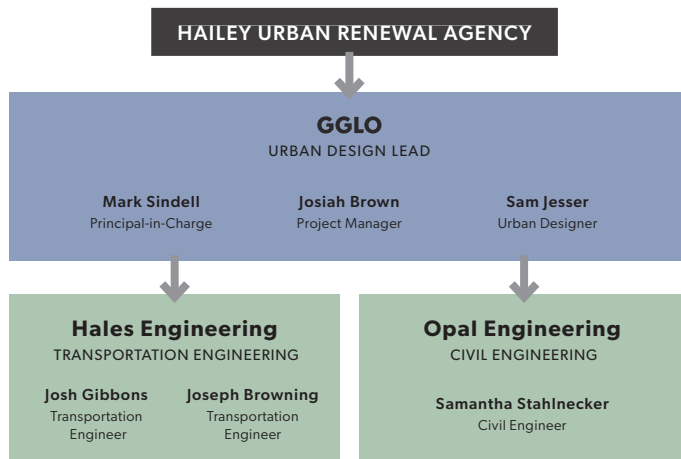 HAILEY URBAN RENEWAL AGENCY
GGLO
URBAN DESIGN LEAD
Mark Sindell
Principal-in-Charge
Josiah Brown
Project Manager
Sam Jesser
Urban Designer
Hales Engineering
TRANSPORTATION ENGINEERING
Josh Gibbons
Transportation
Engineer
Joseph Browning
Transportation
Engineer
Opal Engineering
CIVIL ENGINEERING
Samantha Stahlnecker
Civil Engineer